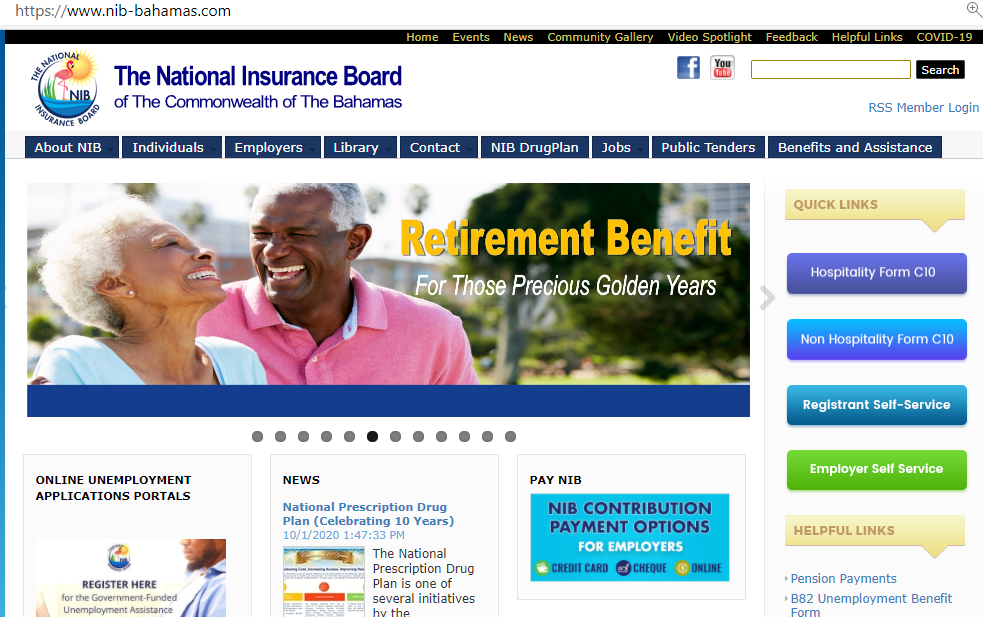 https://www.nib-bahamas.com
Home Events News Community Gallery Video Spotlight Feedback Helpful Links COVID-19
THE NATIONAL
NIB
INSURANCE BOARD
The National Insurance Board
of The Commonwealth of The Bahamas
You
Tube
Search
RSS Member Login
About NIB Individuals Employers Library Contact NIB DrugPlan Jobs Public Tenders Benefits and Assistance
Retirement Benefit
For Those Precious Golden Years
QUICK LINKS
Hospitality Form C10
Non Hospitality Form C10
Registrant Self-Service
Employer Self Service
HELPFUL LINKS
Pension Payments
B82 Unemployment Benefit
Form
ONLINE UNEMPLOYMENT
APPLICATIONS PORTALS
REGISTER HERE
for the Government-Funded
Unemployment Assistance
NEWS
National Prescription Drug
Plan (Celebrating 10 Years)
10/1/2020 1:47:33 PM
The National
Prescription Drug
Plan is one of
several initiatives
by the
PAY NIB
NIB CONTRIBUTION
PAYMENT OPTIONS
FOR EMPLOYERS
CREDIT CARD CHEQUE ONLINE